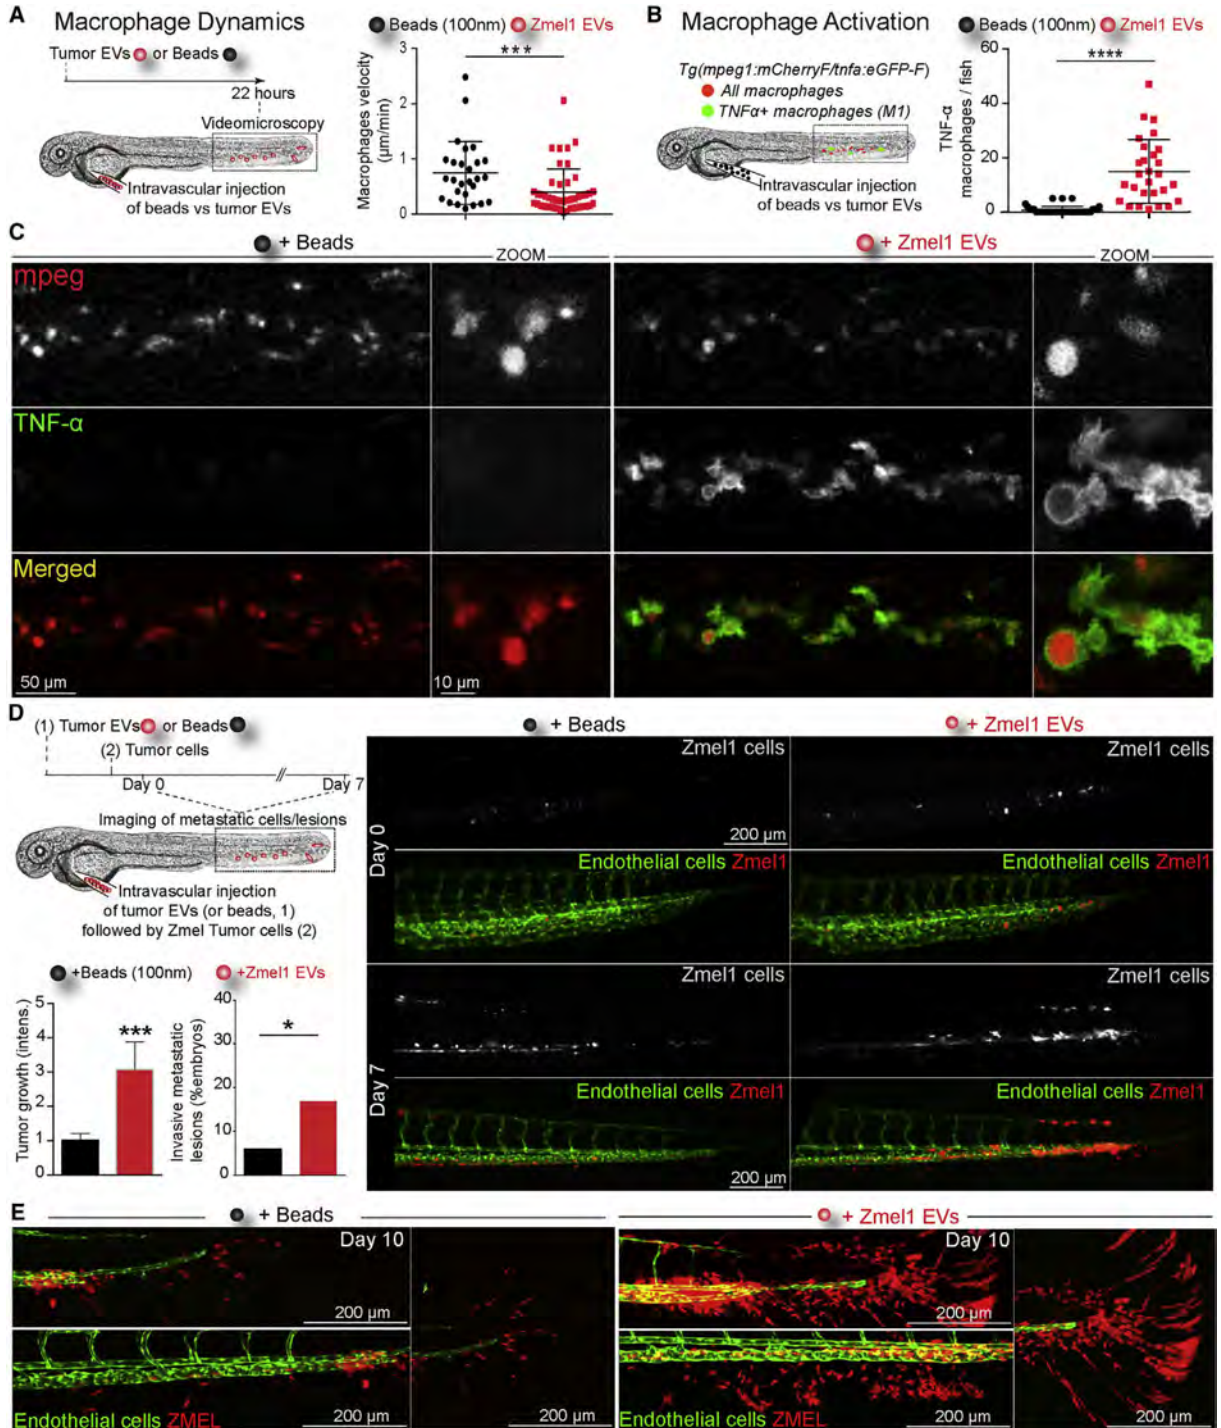 A
Macrophage Dynamics
Tumor EVs or Beads
22 hours
Videomicroscopy
Intravascular injection
of beads vs tumor EVs
Beads (100nm) Zmel1 EVs
Macrophages velocity
(μm/min)
3
2
1
0
***
B
Macrophage Activation
Tg(mpeg1:mCherryF/tnfa:eGFP-F)
All macrophages
TNFα+ macrophages (M1)
Intravascular injection
of beads vs tumor EVs
Beads (100nm) Zmel1 EVs
TNF-α
macrophages / fish
60
40
20
0
****
C
+ Beads
ZOOM
+ Zmel1 EVs
ZOOM
mpeg
TNF-α
Merged
50 μm
10 μm
D
(1) Tumor EVs or Beads
(2) Tumor cells
Day 0
//
Day 7
Imaging of metastatic cells/lesions
Intravascular injection
of tumor EVs (or beads, 1)
followed by Zmel Tumor cells (2)
+Beads (100nm)
+Zmel1 EVs
Tumor growth (intens.)
5
4
3
2
1
0
***
Invasive metastatic
lesions (%embryos)
40
30
20
10
0
*
+ Beads
+ Zmel1 EVs
Day 0
Zmel1 cells
200 μm
Zmel1 cells
200 μm
Endothelial cells Zmel1
Endothelial cells Zmel1
Day 7
Zmel1 cells
Zmel1 cells
Endothelial cells Zmel1
200 μm
Endothelial cells Zmel1
200 μm
E
+ Beads
+ Zmel1 EVs
Day 10
200 μm
Day 10
200 μm
Endothelial cells ZMEL
200 μm
200 μm
Endothelial cells ZMEL
200 μm
200 μm